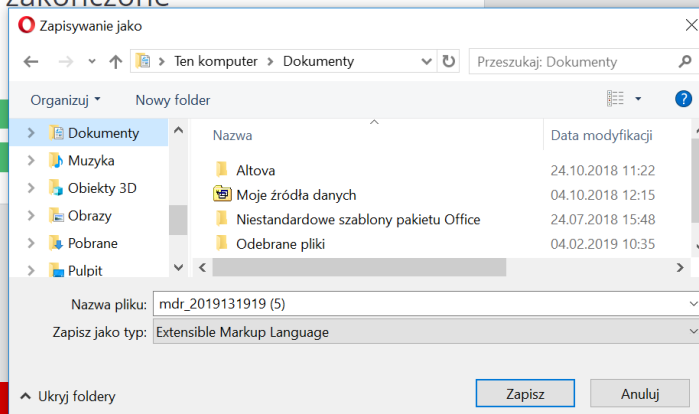 zakończone
Zapisywanie jako
Ten komputer > Dokumenty
Przeszukaj: Dokumenty
Organizuj Nowy folder
Dokumenty
Muzyka
Obiekty 3D
Obrazy
Pobrane
Pulpit
Nazwa Data modyfikacji
Altova 24.10.2018 11:22
Moje źródła danych 04.10.2018 12:15
Niestandardowe szablony pakietu Office 24.07.2018 15:48
Odebrane pliki 04.02.2019 10:35
Nazwa pliku: mdr_2019131919 (5)
Zapisz jako typ: Extensible Markup Language
Ukryj foldery Zapisz Anuluj